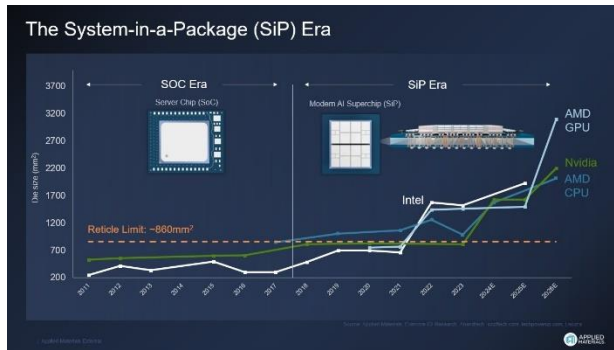 The System-in-a-Package (SiP) Era
SOC Era
SiP Era
Server Chip (SoC)
Modern AI Superchip (SiP)
3700
3200
2700
2200
1700
1200
700
200
Die size (mm²)
Reticle Limit: ~860mm²
Intel
AMD
GPU
Nvidia
AMD
CPU
2011
2012
2013
2014
2015
2016
2017
2018
2019
2020
2021
2022
2023
2024E
2025E
2026E
APPLIED
MATERIALS